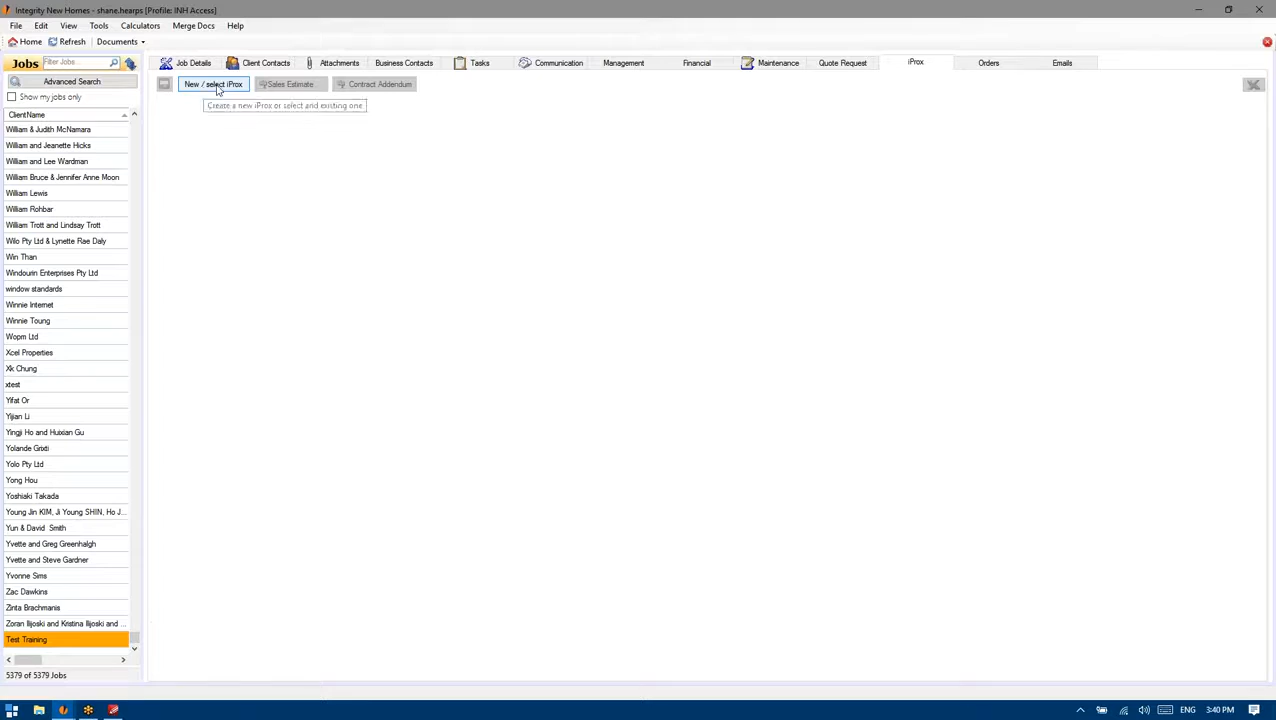 Integrity New Homes - shane.hearps [Profile: INH Access]
File Edit View Tools Calculators Merge Docs Help
Home Refresh Documents
Jobs Filter Jobs...
Advanced Search
Show my jobs only
ClientName
William & Judith McNamara
William and Jeanette Hicks
William and Lee Wardman
William Bruce & Jennifer Anne Moon
William Lewis
William Rohbar
William Trott and Lindsay Trott
Wilo Pty Ltd & Lynette Rae Daly
Win Than
Windourin Enterprises Pty Ltd
window standards
Winnie Internet
Winnie Toung
Wopm Ltd
Xcel Properties
Xk Chung
xtest
Yifat Or
Yijian Li
Yingji Ho and Huixian Gu
Yolande Grixti
Yolo Pty Ltd
Yong Hou
Yoshiaki Takada
Young Jin KIM, Ji Young SHIN, Ho J...
Yun & David Smith
Yvette and Greg Greenhalgh
Yvette and Steve Gardner
Yvonne Sims
Zac Dawkins
Zinta Brachmanis
Zoran Ilijoski and Kristina Ilijoski and ...
Test Training
5379 of 5379 Jobs
Job Details Client Contacts Attachments Business Contacts Tasks Communication Management Financial Maintenance Quote Request iProx Orders Emails
New / select iProx Sales Estimate Contract Addendum
Create a new iProx or select and existing one.
ENG 3:40 PM